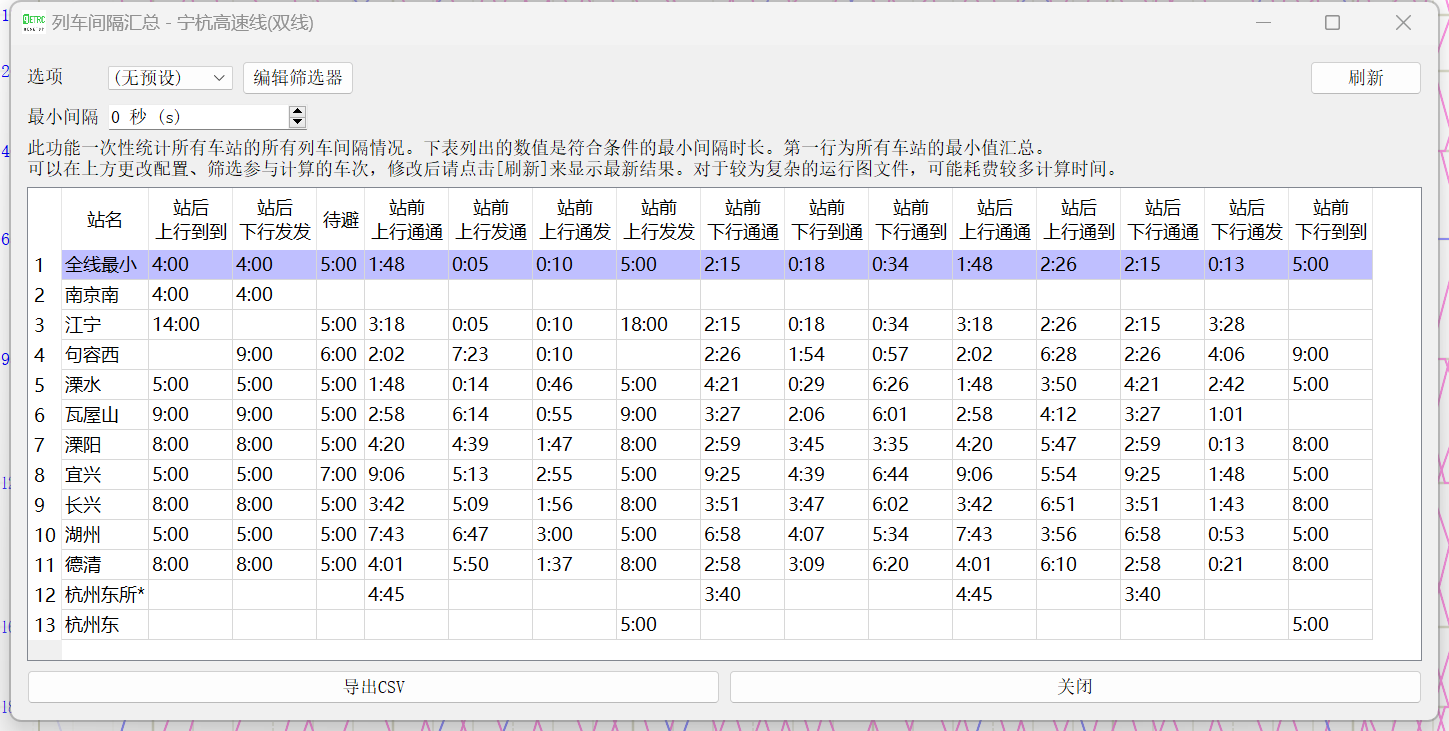 列车间隔汇总 - 宁杭高速线(双线)
选项 (无预设) 编辑筛选器 刷新
最小间隔 0 秒 (s)
此功能一次性统计所有车站的所有列车间隔情况。下表列出的数值是符合条件的最小间隔时长。第一行为所有车站的最小值汇总。
可以在上方更改配置、筛选参与计算的车次，修改后请点击[刷新]来显示最新结果。对于较为复杂的运行图文件，可能耗费较多计算时间。
站名 站后 上行到到 站后 下行发发 待避 站前 上行通通 站前 上行发通 站前 上行通发 站前 上行发发 站前 下行通通 站前 下行到通 站前 下行通到 站后 上行通通 站后 上行通到 站后 下行通通 站后 下行通发 站前 下行到到
1 全线最小 4:00 4:00 5:00 1:48 0:05 0:10 5:00 2:15 0:18 0:34 1:48 2:26 2:15 0:13 5:00
2 南京南 4:00 4:00
3 江宁 14:00 5:00 3:18 0:05 0:10 18:00 2:15 0:18 0:34 3:18 2:26 2:15 3:28
4 句容西 9:00 6:00 2:02 7:23 0:10 2:26 1:54 0:57 2:02 6:28 2:26 4:06 9:00
5 溧水 5:00 5:00 5:00 1:48 0:14 0:46 5:00 4:21 0:29 6:26 1:48 3:50 4:21 2:42 5:00
6 瓦屋山 9:00 9:00 5:00 2:58 6:14 0:55 9:00 3:27 2:06 6:01 2:58 4:12 3:27 1:01
7 溧阳 8:00 8:00 5:00 4:20 4:39 1:47 8:00 2:59 3:45 3:35 4:20 5:47 2:59 0:13 8:00
8 宜兴 5:00 5:00 7:00 9:06 5:13 2:55 5:00 9:25 4:39 6:44 9:06 5:54 9:25 1:48 5:00
9 长兴 8:00 8:00 5:00 3:42 5:09 1:56 8:00 3:51 3:47 6:02 3:42 6:51 3:51 1:43 8:00
10 湖州 5:00 5:00 5:00 7:43 6:47 3:00 5:00 6:58 4:07 5:34 7:43 3:56 6:58 0:53 5:00
11 德清 8:00 8:00 5:00 4:01 5:50 1:37 8:00 2:58 3:09 6:20 4:01 6:10 2:58 0:21 8:00
12 杭州东所* 4:45 3:40 4:45 3:40
13 杭州东 5:00 5:00
导出CSV 关闭